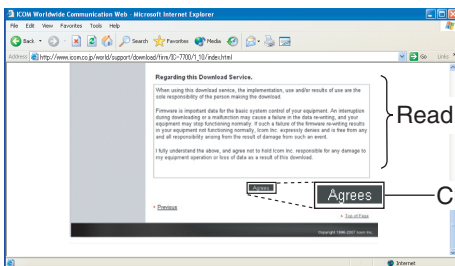 ICOM Worldwide Communication Web - Microsoft Internet Explorer
File Edit View Favorites Tools Help
Back Search Favorites Media
Address http://www.icom.co.jp/world/support/download/firm/IC-7700/1_10/index.html Go Links
Regarding this Download Service.
When using this download service, the implementation, use and/or results of use are the
sole responsibility of the person making the download.
Firmware is important data for the basic system control of your equipment. An interruption
during downloading or a malfunction may cause a failure in the data re-writing, and your
equipment may stop functioning normally. If such a failure of the firmware re-writing results
in your equipment not functioning normally, Icom Inc. expressly denies and is free from any
and all responsibility arising from the result of damage from such an event.
I fully understand the above, and agree not to hold Icom Inc. responsible for any damage to
my equipment operation or loss of data as a result of this download.
Read
Agrees
Agrees
C
Previous
Top of Page
Copyright 1996-2007 Icom Inc.
Internet